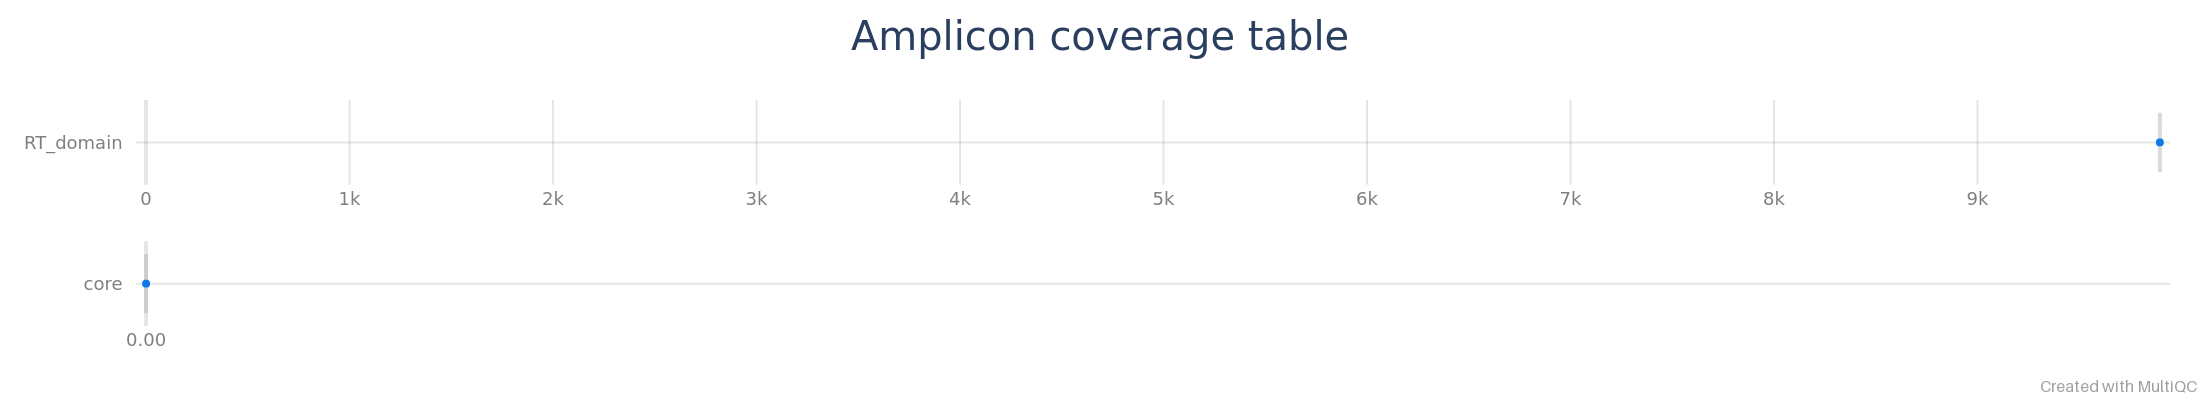 Amplicon coverage table
RT_domain
0 1k 2k 3k 4k 5k 6k 7k 8k 9k
core
0.00
Created with MultiQC